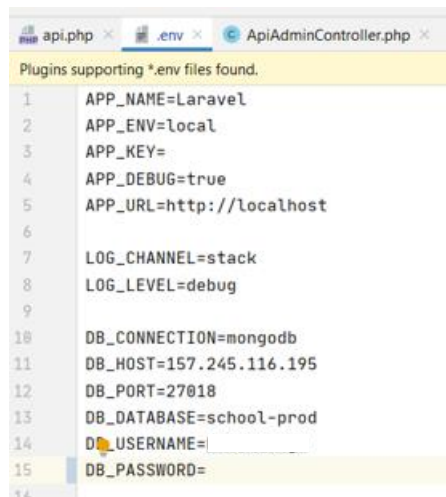 api.php × .env × ApiAdminController.php ×
Plugins supporting *.env files found.
1 APP_NAME=Laravel
2 APP_ENV=local
3 APP_KEY=
4 APP_DEBUG=true
5 APP_URL=http://localhost
6
7 LOG_CHANNEL=stack
8 LOG_LEVEL=debug
9
10 DB_CONNECTION=mongodb
11 DB_HOST=157.245.116.195
12 DB_PORT=27018
13 DB_DATABASE=school-prod
14 DB_USERNAME=
15 DB_PASSWORD=
16